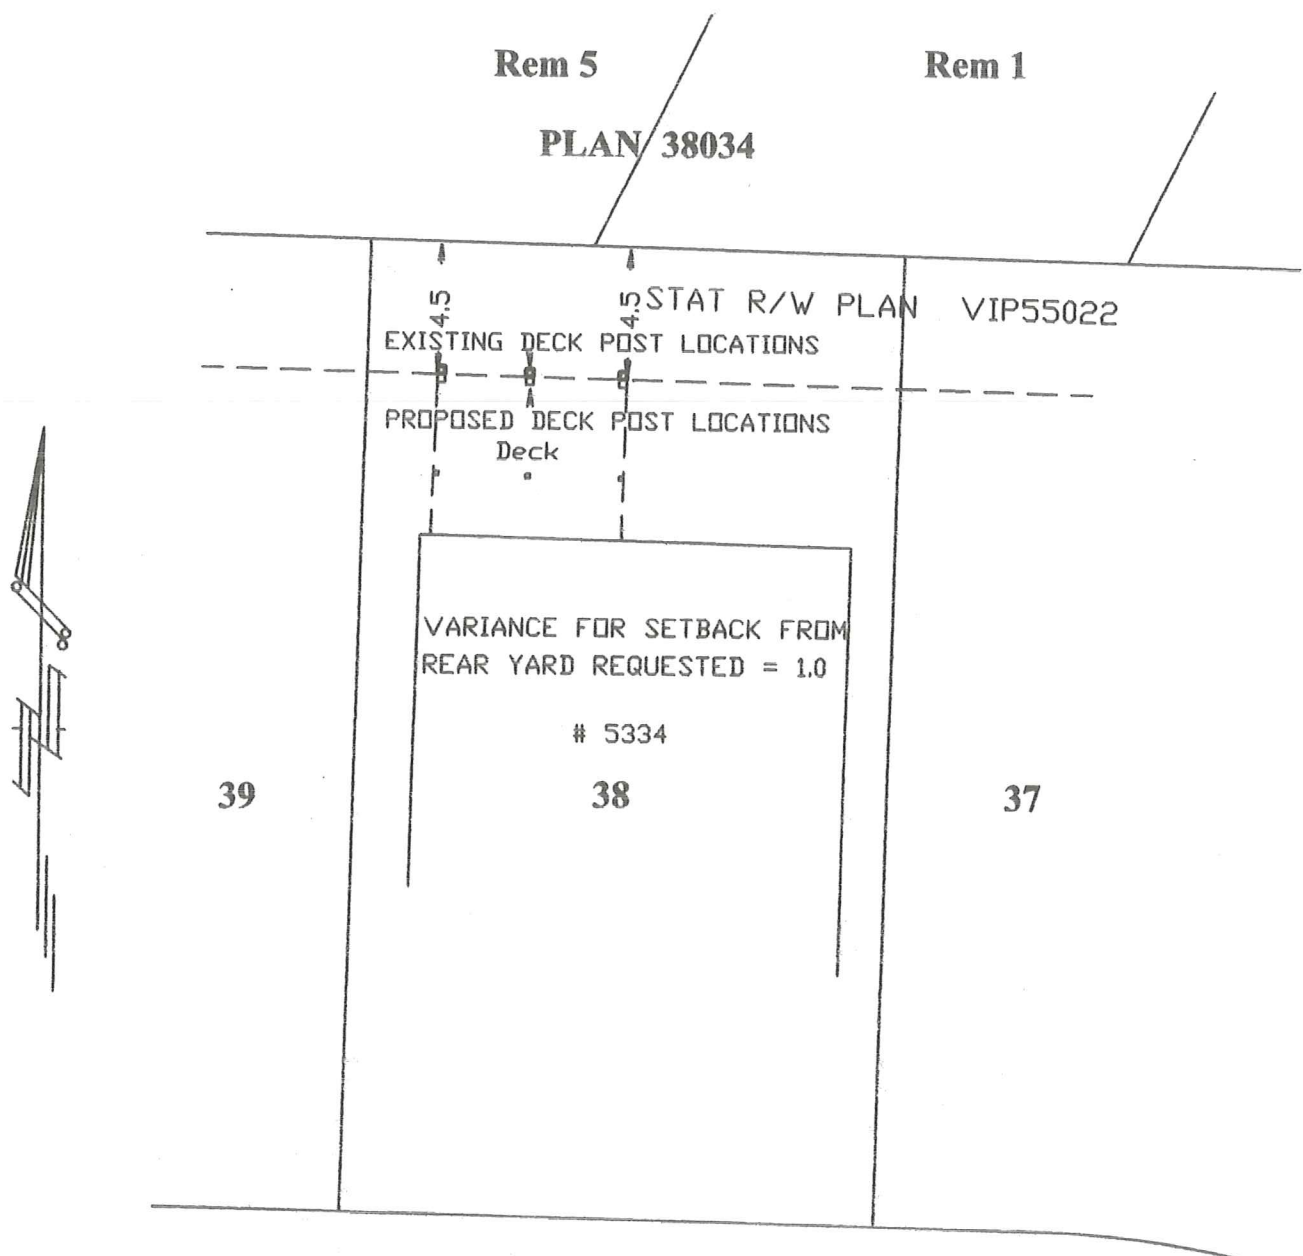 Rem 5
Rem 1
PLAN 38034
4.5
4.5
STAT R/W PLAN VIP55022
EXISTING DECK POST LOCATIONS
PROPOSED DECK POST LOCATIONS
Deck
VARIANCE FOR SETBACK FROM
REAR YARD REQUESTED = 1.0
# 5334
39
38
37